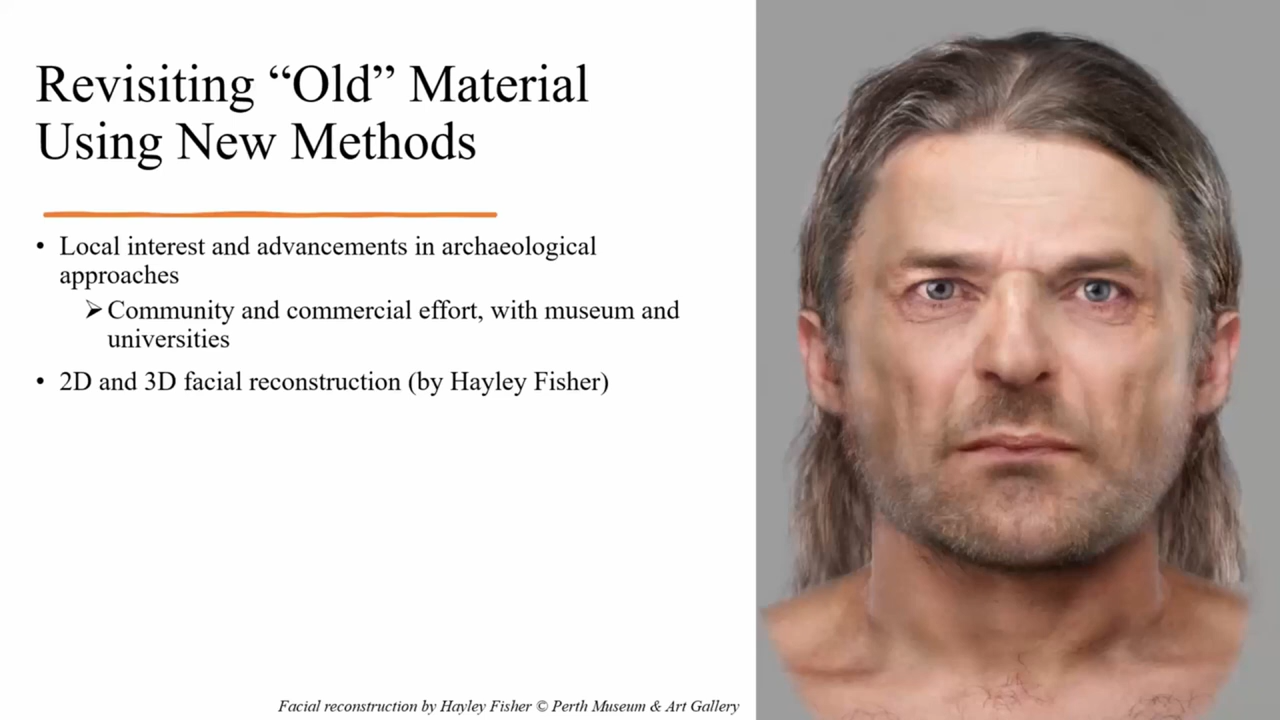 Revisiting “Old” Material
Using New Methods
• Local interest and advancements in archaeological
approaches
➢ Community and commercial effort, with museum and
universities
• 2D and 3D facial reconstruction (by Hayley Fisher)
Facial reconstruction by Hayley Fisher © Perth Museum & Art Gallery